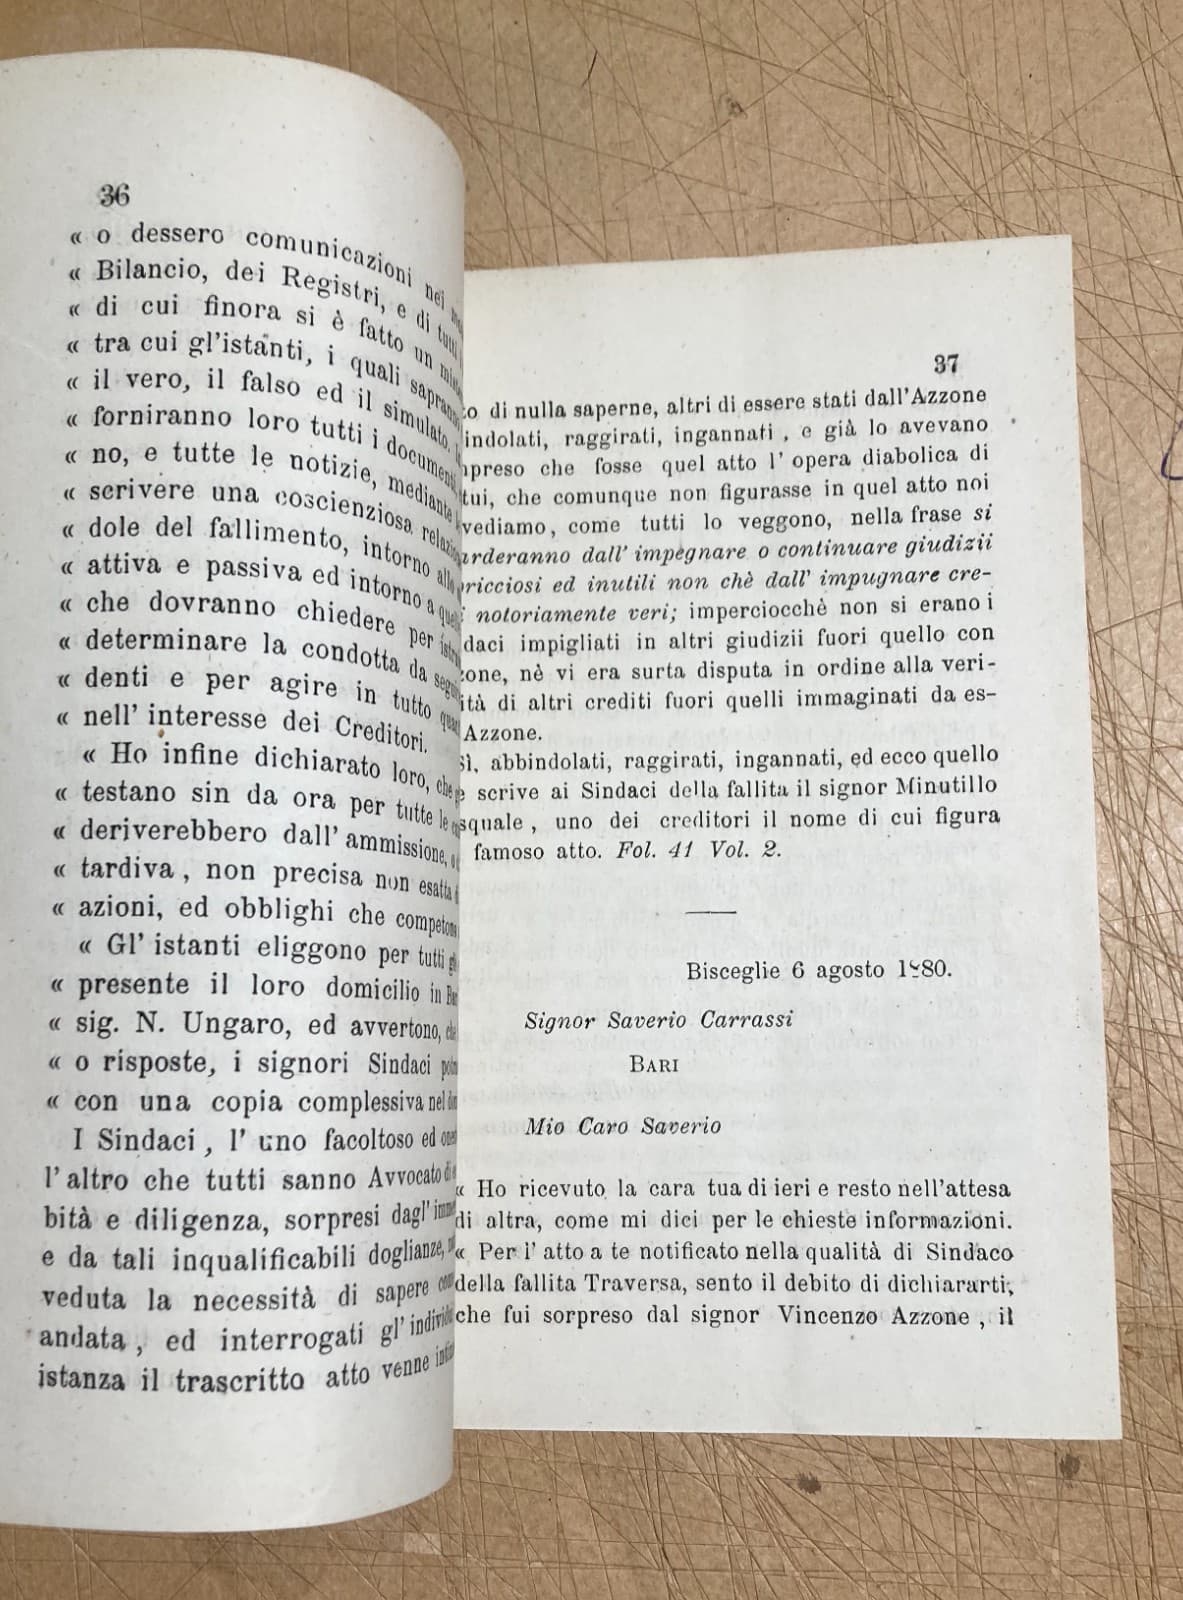 36
« o dessero comunicazioni nei
« Bilancio, dei Registri, e di tutti
« di cui finora si è fatto un
« tra cui gl'istanti, i quali
« il vero, il falso ed il simulato,
« forniranno loro tutti i
« no, e tutte le notizie, mediante
« scrivere una coscienziosa
« dole del fallimento, intorno
« attiva e passiva ed intorno a
« che dovranno chiedere per
« determinare la condotta da
« denti e per agire in tutto
« nell' interesse dei Creditori.
« Ho infine dichiarato loro, che
« testano sin da ora per tutte le
« deriverebbero dall' ammissione, o
« tardiva, non precisa non esatta
« azioni, ed obblighi che
« Gl' istanti eliggono per tutti
« presente il loro domicilio in
« sig. N. Ungaro, ed avvertono,
« o risposte, i signori Sindaci
« con una copia complessiva nel
I Sindaci, l' uno facoltoso ed
l'altro che tutti sanno Avvocato
bità e diligenza, sorpresi dagl'
e da tali inqualificabili doglianze,
veduta la necessità di sapere
andata, ed interrogati gl'
istanza il trascritto atto venne
37
di nulla saperne, altri di essere stati dall'Azzone
indolati, raggirati, ingannati, e già lo avevano
preso che fosse quel atto l' opera diabolica di
tui, che comunque non figurasse in quel atto noi
vediamo, come tutti lo veggono, nella frase si
arderanno dall' impegnare o continuare giudizii
pricciosi ed inutili non chè dall' impugnare cre-
notoriamente veri; imperciocchè non si erano i
daci impigliati in altri giudizii fuori quello con
one, nè vi era surta disputa in ordine alla veri-
ità di altri crediti fuori quelli immaginati da es-
Azzone.
sì, abbindolati, raggirati, ingannati, ed ecco quello
scrive ai Sindaci della fallita il signor Minutillo
squale, uno dei creditori il nome di cui figura
famoso atto. Fol. 41 Vol. 2.
Bisceglie 6 agosto 1880.
Signor Saverio Carrassi
BARI
Mio Caro Saverio
« Ho ricevuto la cara tua di ieri e resto nell'attesa
di altra, come mi dici per le chieste informazioni.
« Per l' atto a te notificato nella qualità di Sindaco
della fallita Traversa, sento il debito di dichiararti,
che fui sorpreso dal signor Vincenzo Azzone, il